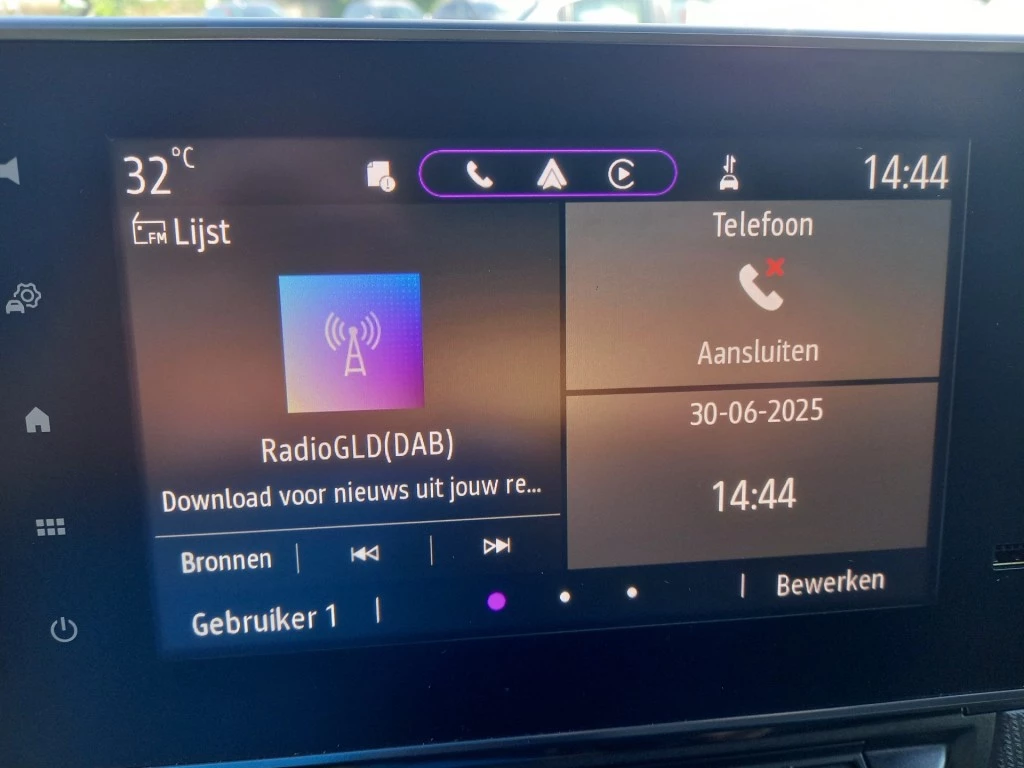 32°C
14:44
FM Lijst
Telefoon
Aansluiten
RadioGLD(DAB)
Download voor nieuws uit jouw re...
30-06-2025
14:44
Bronnen
Gebruiker 1
Bewerken